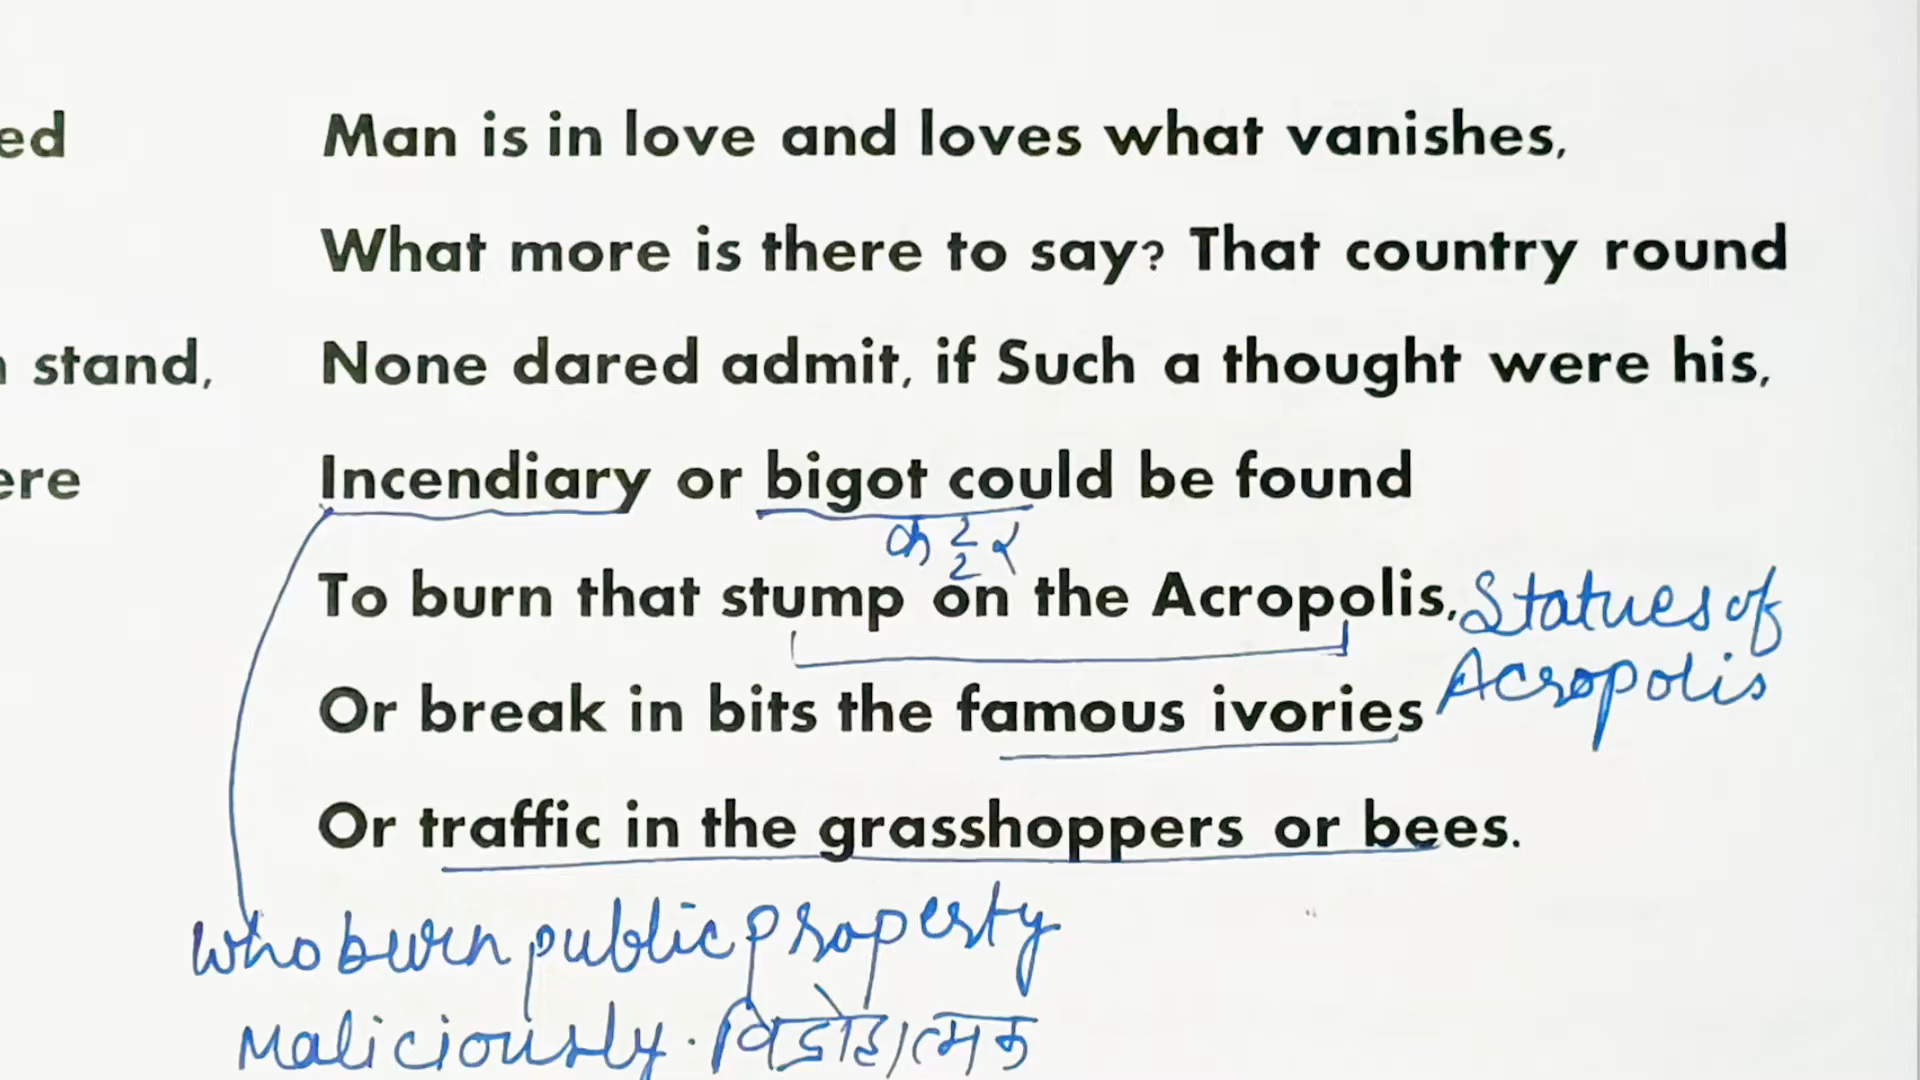 ed
Man is in love and loves what vanishes,
What more is there to say? That country round
stand,
None dared admit, if Such a thought were his,
ere
Incendiary or bigot could be found
कट्टर
To burn that stump on the Acropolis,
Statues of
Acropolis
Or break in bits the famous ivories
Or traffic in the grasshoppers or bees.
who burn public property
Maliciously. विद्रोहात्मक